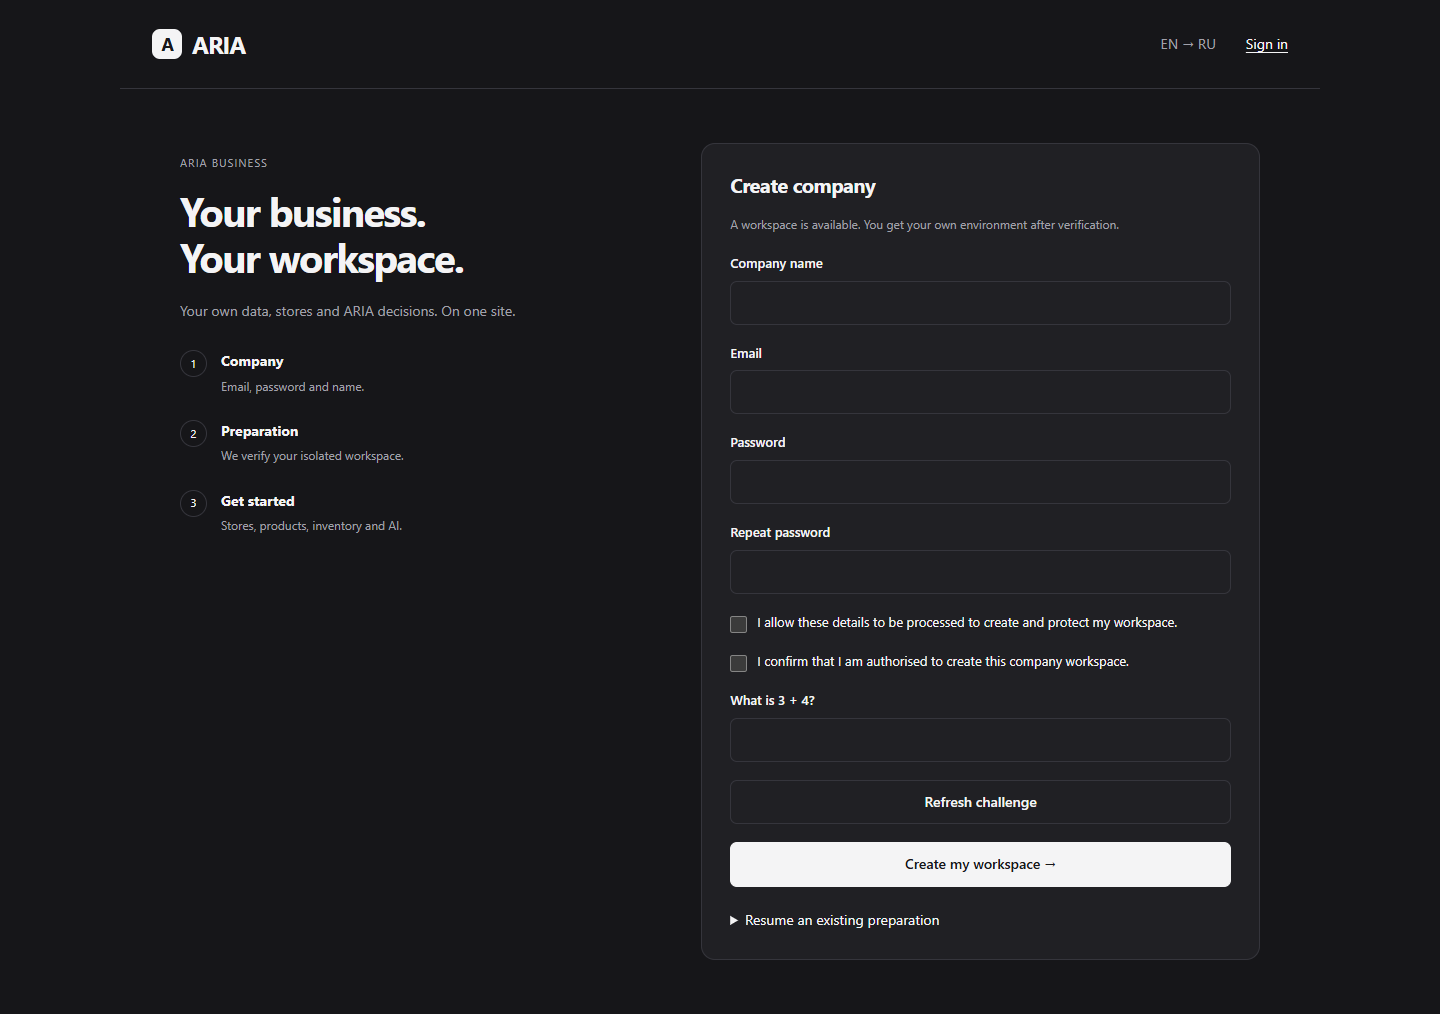 A ARIA
EN → RU
Sign in
ARIA BUSINESS
Your business.
Your workspace.
Your own data, stores and ARIA decisions. On one site.
1 Company
Email, password and name.
2 Preparation
We verify your isolated workspace.
3 Get started
Stores, products, inventory and AI.
Create company
A workspace is available. You get your own environment after verification.
Company name
Email
Password
Repeat password
I allow these details to be processed to create and protect my workspace.
I confirm that I am authorised to create this company workspace.
What is 3 + 4?
Refresh challenge
Create my workspace →
Resume an existing preparation